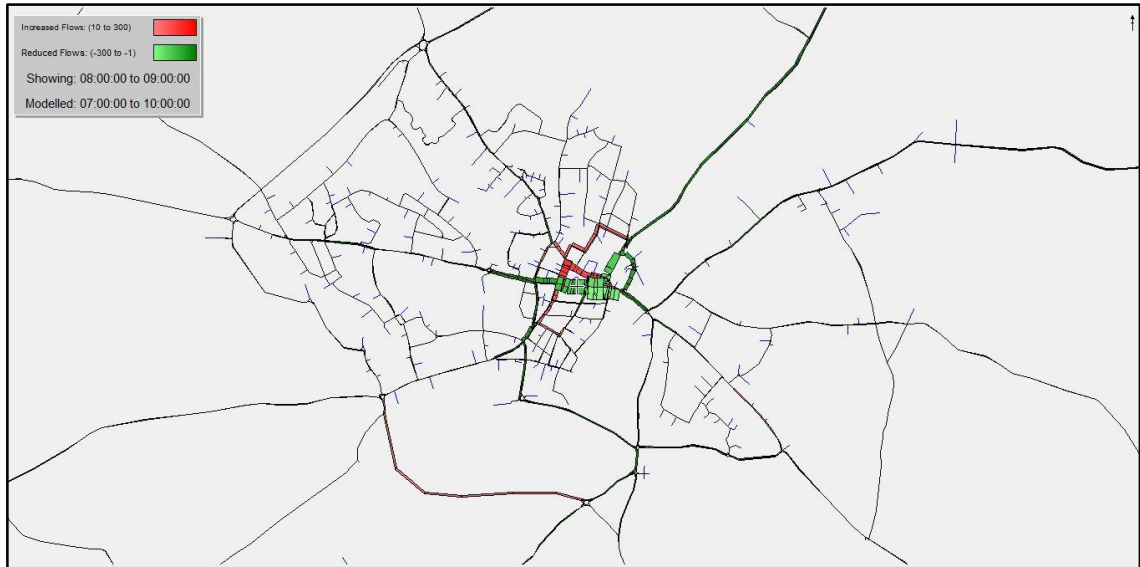 Increased Flows: (10 to 300)
Reduced Flows: (-300 to -1)
Showing: 08:00:00 to 09:00:00
Modelled: 07:00:00 to 10:00:00